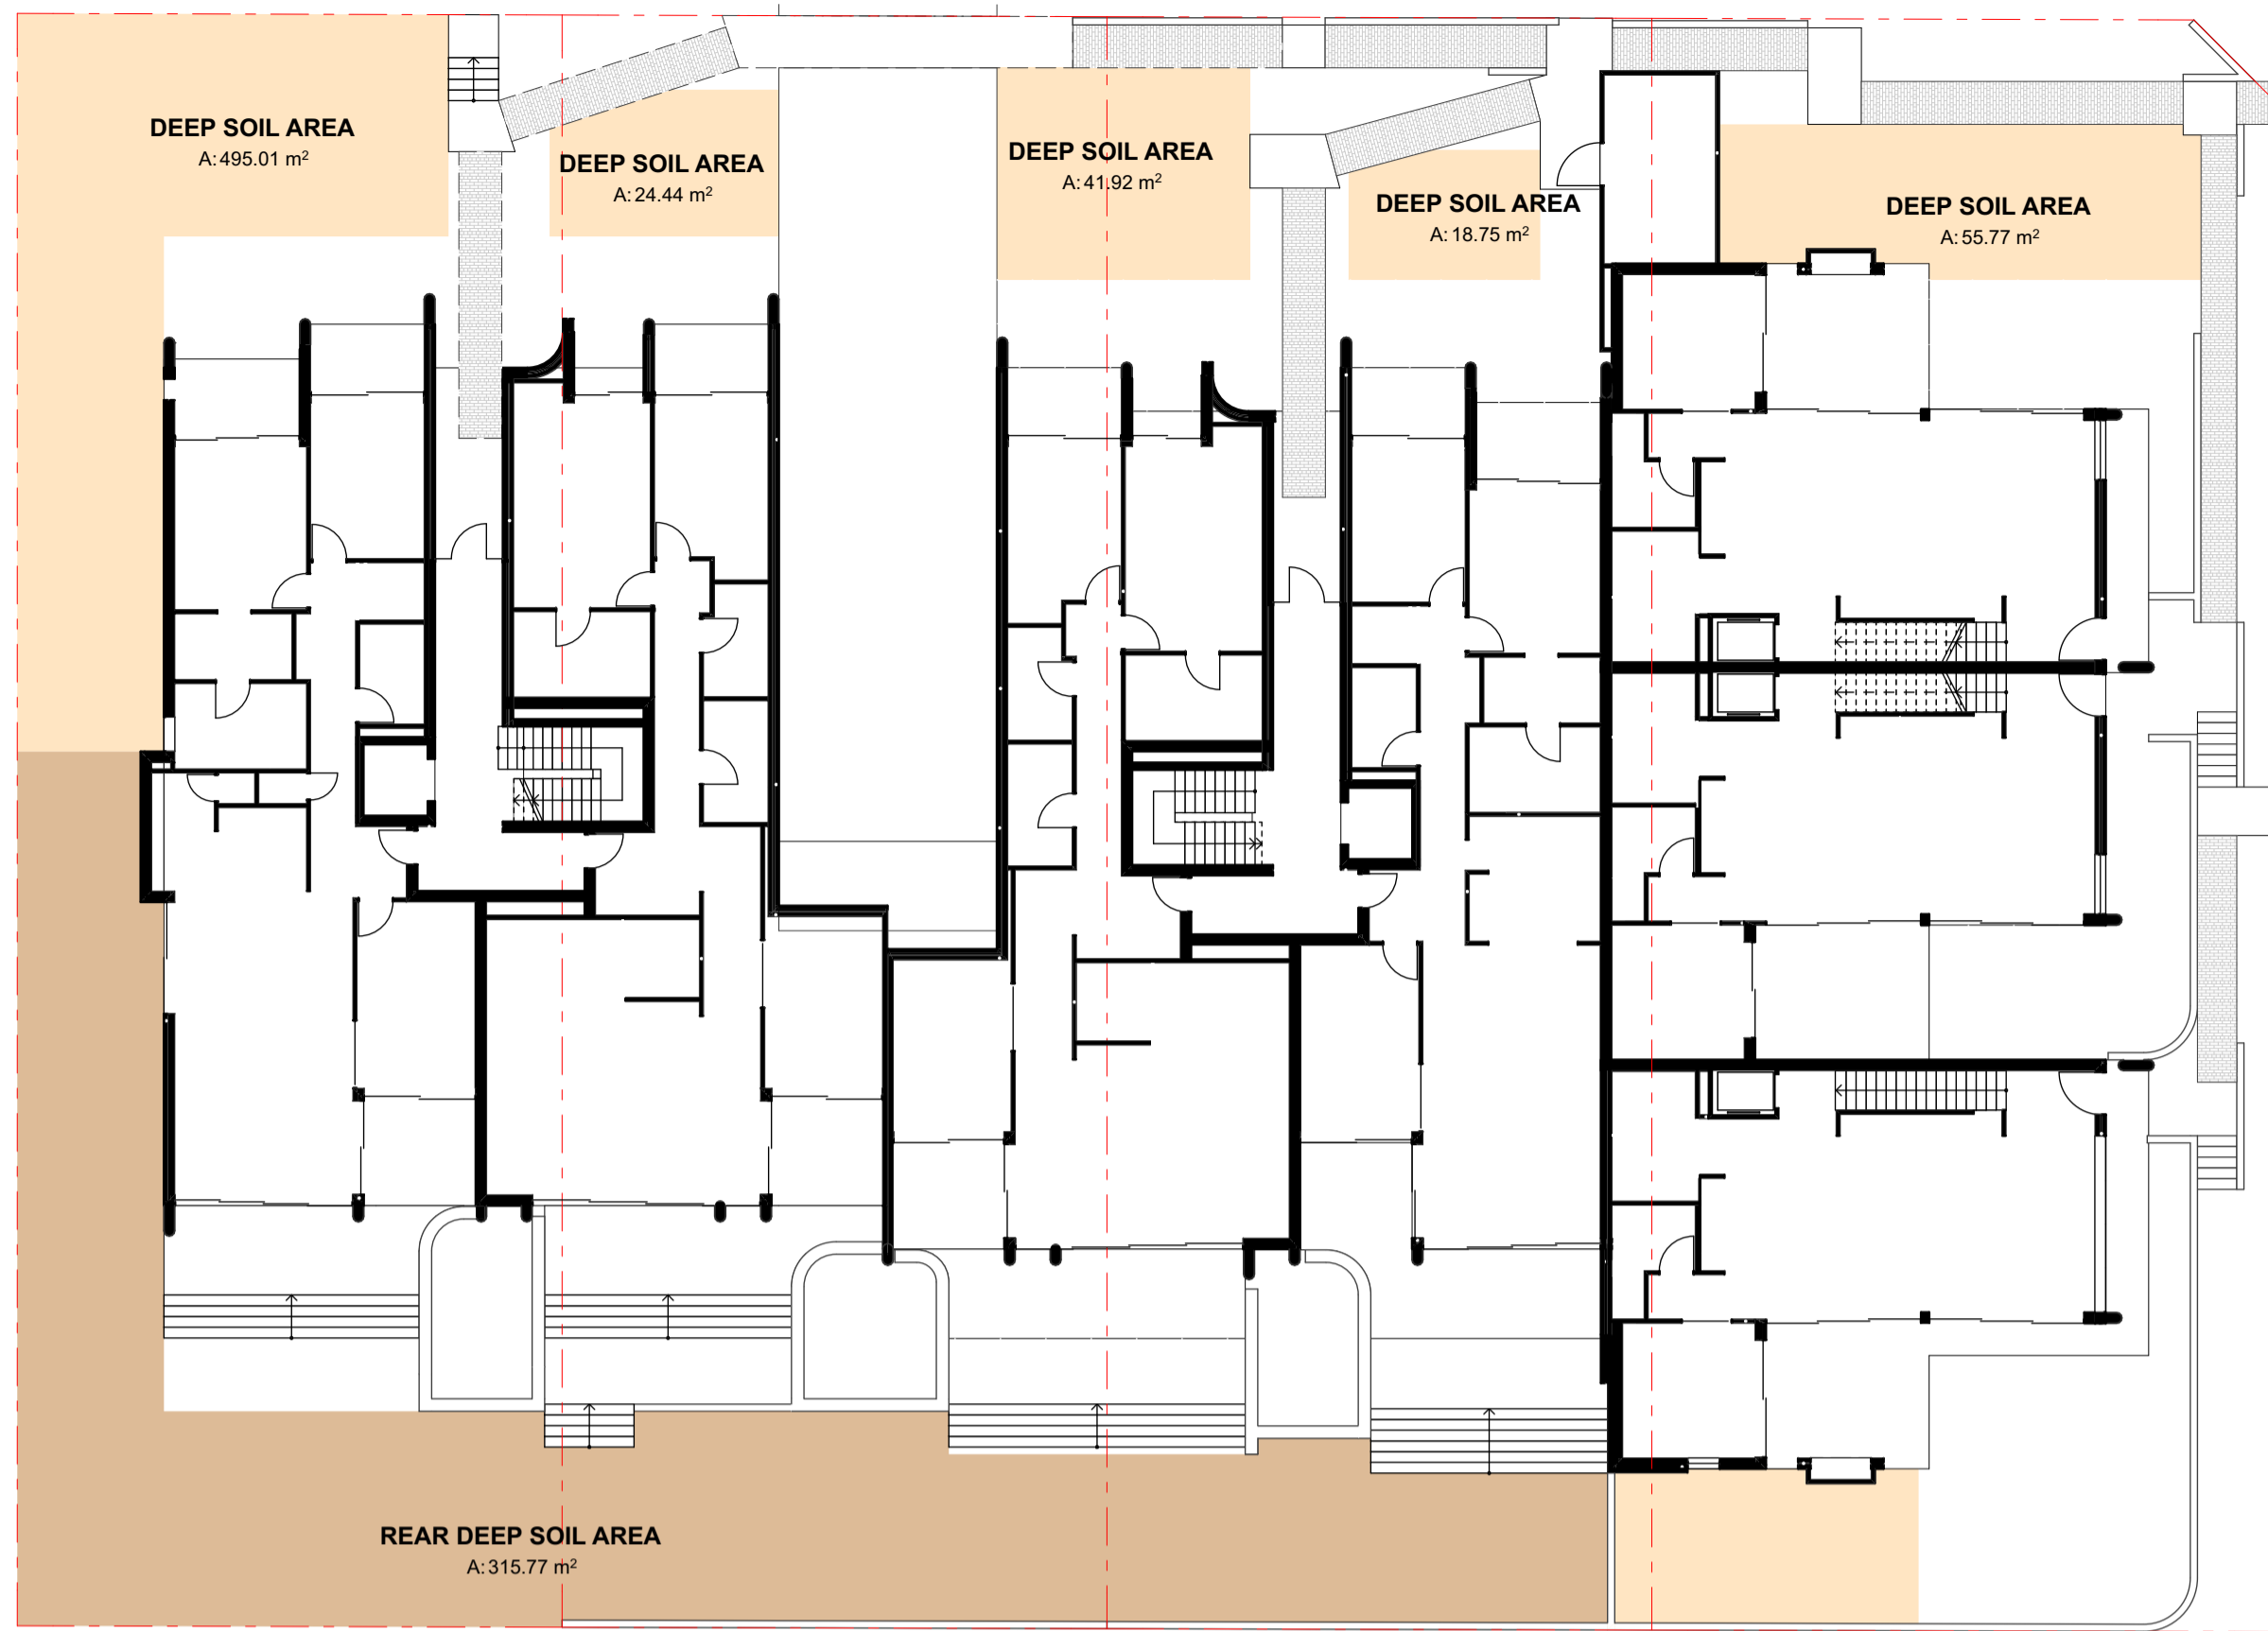 DEEP SOIL AREA
A: 495.01 m²
DEEP SOIL AREA
A: 24.44 m²
DEEP SOIL AREA
A: 41.92 m²
DEEP SOIL AREA
A: 18.75 m²
DEEP SOIL AREA
A: 55.77 m²
REAR DEEP SOIL AREA
A: 315.77 m²